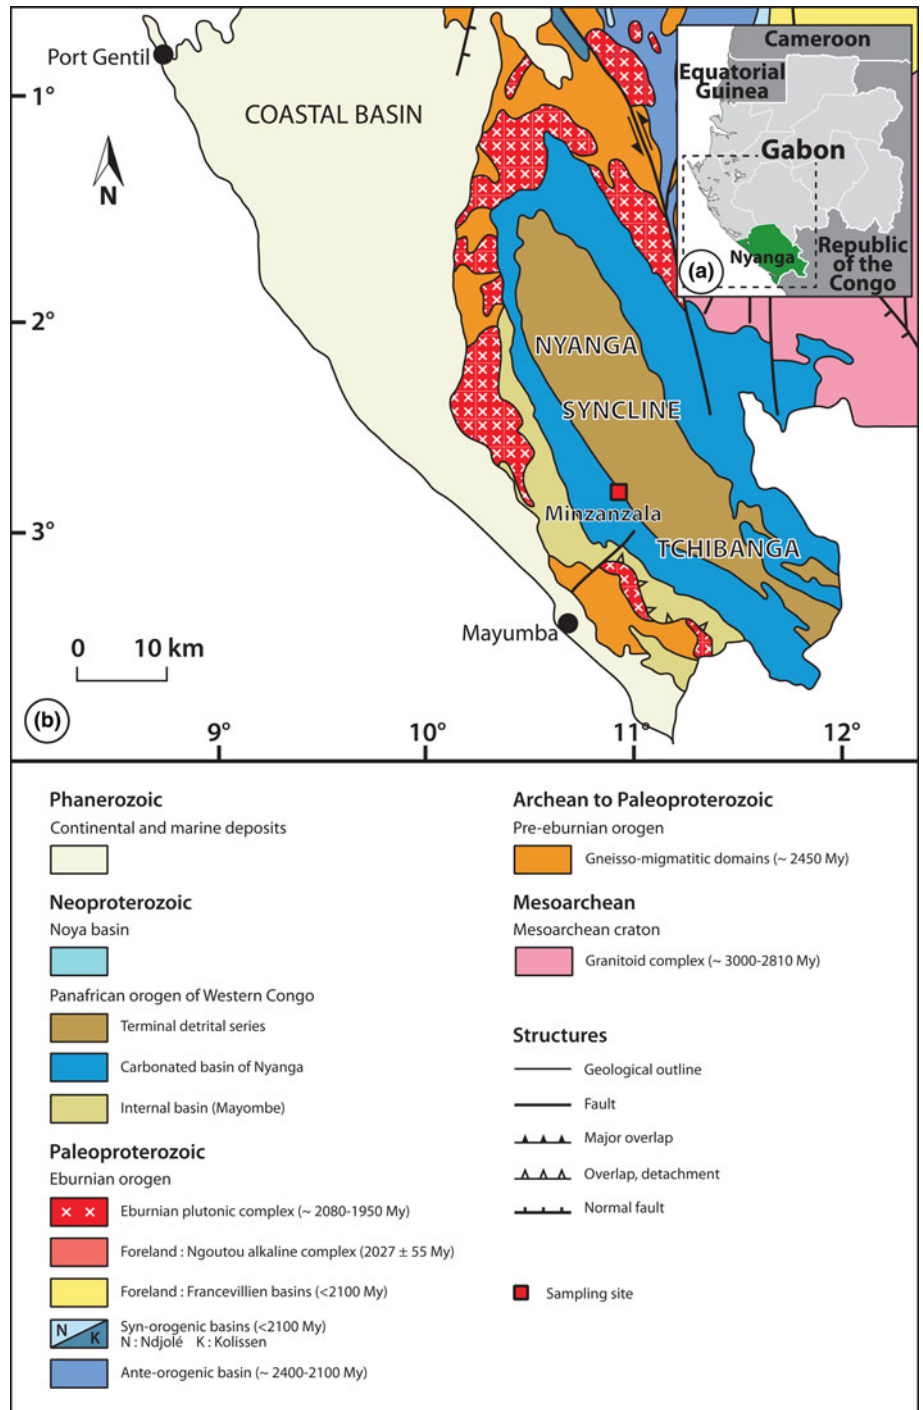 Port Gentil
1°
COASTAL BASIN
N
2°
3°
NYANGA
SYNCLINE
Minzanzala
TCHIBANGA
Mayumba
0 10 km
(b)
9° 10° 11° 12°
Cameroon
Equatorial
Guinea
Gabon
Nyanga
Republic
of the
Congo
(a)
Phanerozoic
Continental and marine deposits
Neoproterozoic
Noya basin
Panafrican orogen of Western Congo
Terminal detrital series
Carbonated basin of Nyanga
Internal basin (Mayombe)
Paleoproterozoic
Eburnian orogen
Eburnian plutonic complex (~ 2080-1950 My)
Foreland : Ngoutou alkaline complex (2027 ± 55 My)
Foreland : Francevillien basins (<2100 My)
N K
Syn-orogenic basins (<2100 My)
N : Ndjolé K : Kolissen
Ante-orogenic basin (~ 2400-2100 My)
Archean to Paleoproterozoic
Pre-eburnian orogen
Gneisso-migmatitic domains (~ 2450 My)
Mesoarchean
Mesoarchean craton
Granitoid complex (~ 3000-2810 My)
Structures
Geological outline
Fault
Major overlap
Overlap, detachment
Normal fault
Sampling site